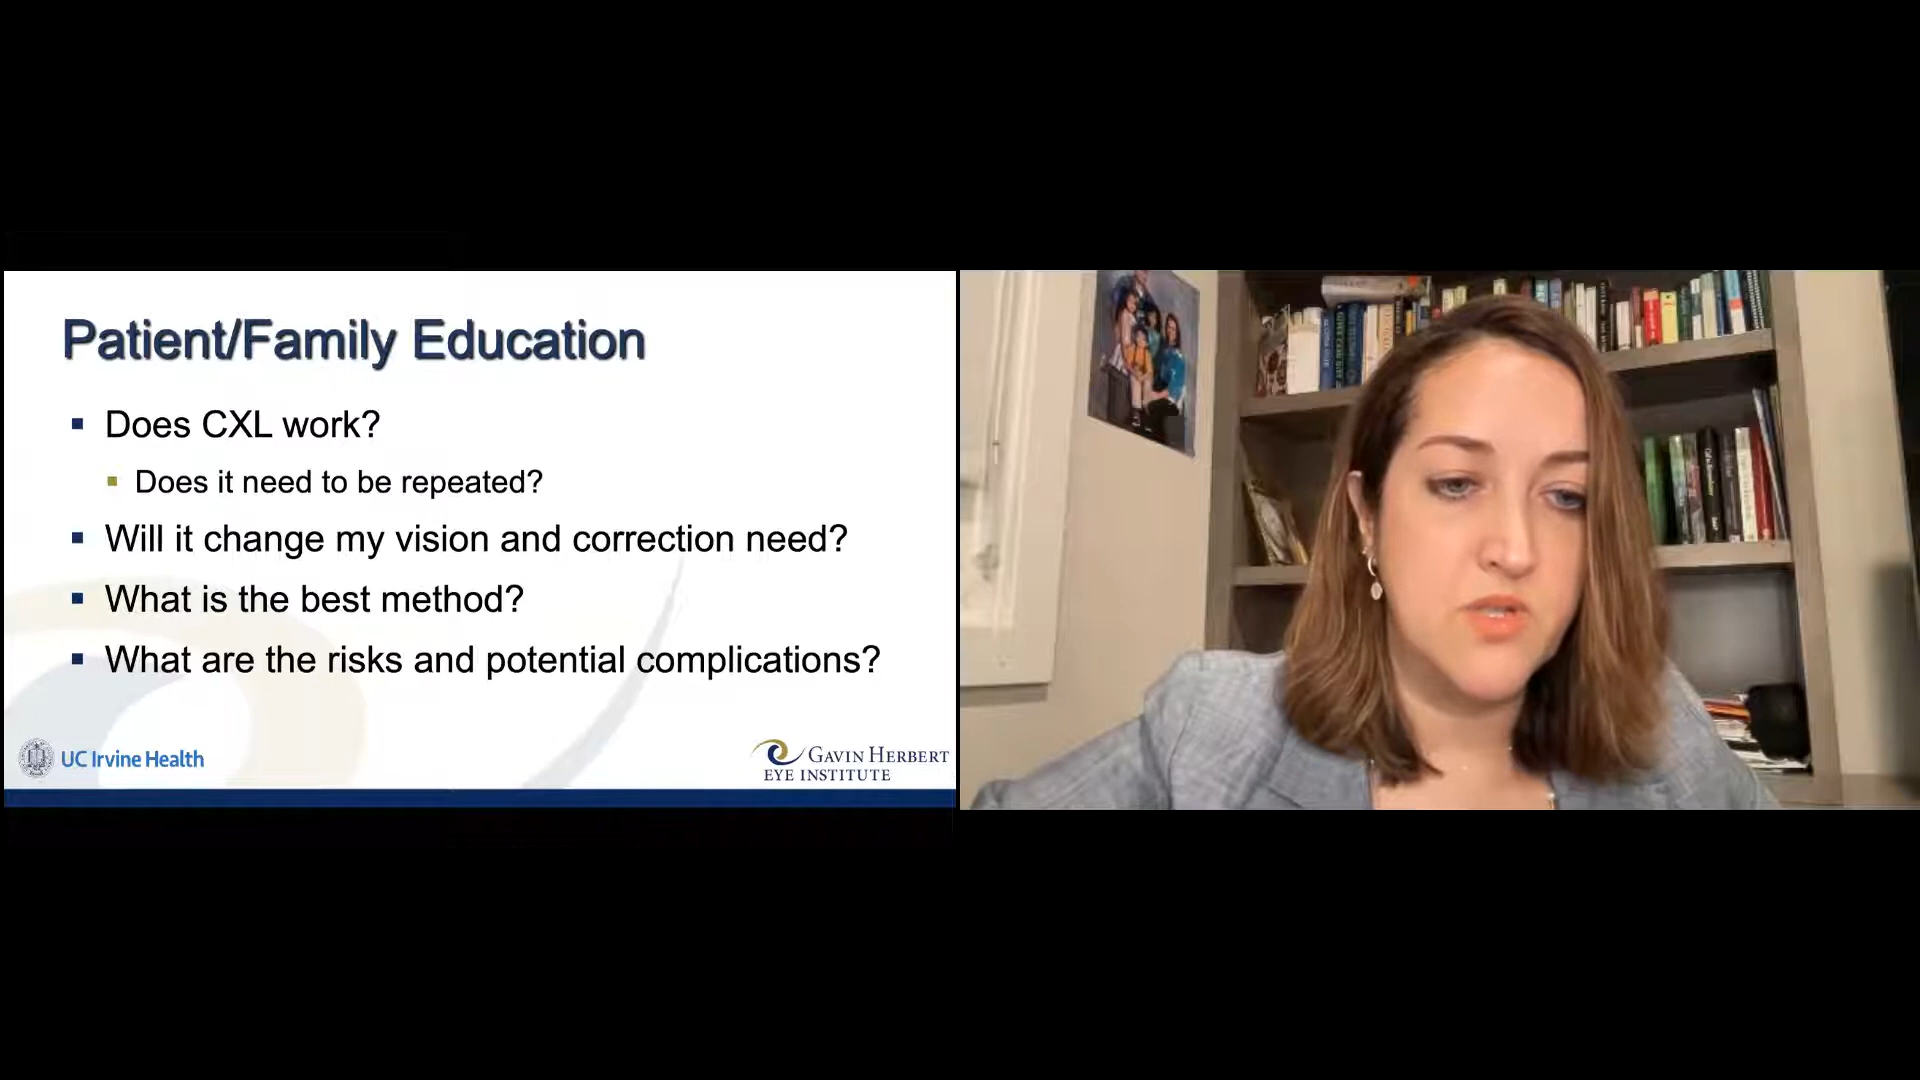 Patient/Family Education
Does CXL work?
Does it need to be repeated?
Will it change my vision and correction need?
What is the best method?
What are the risks and potential complications?
UC Irvine Health
GAVIN HERBERT
EYE INSTITUTE